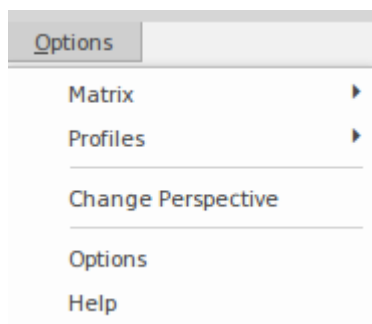 Options
Matrix
Profiles
Change Perspective
Options
Help